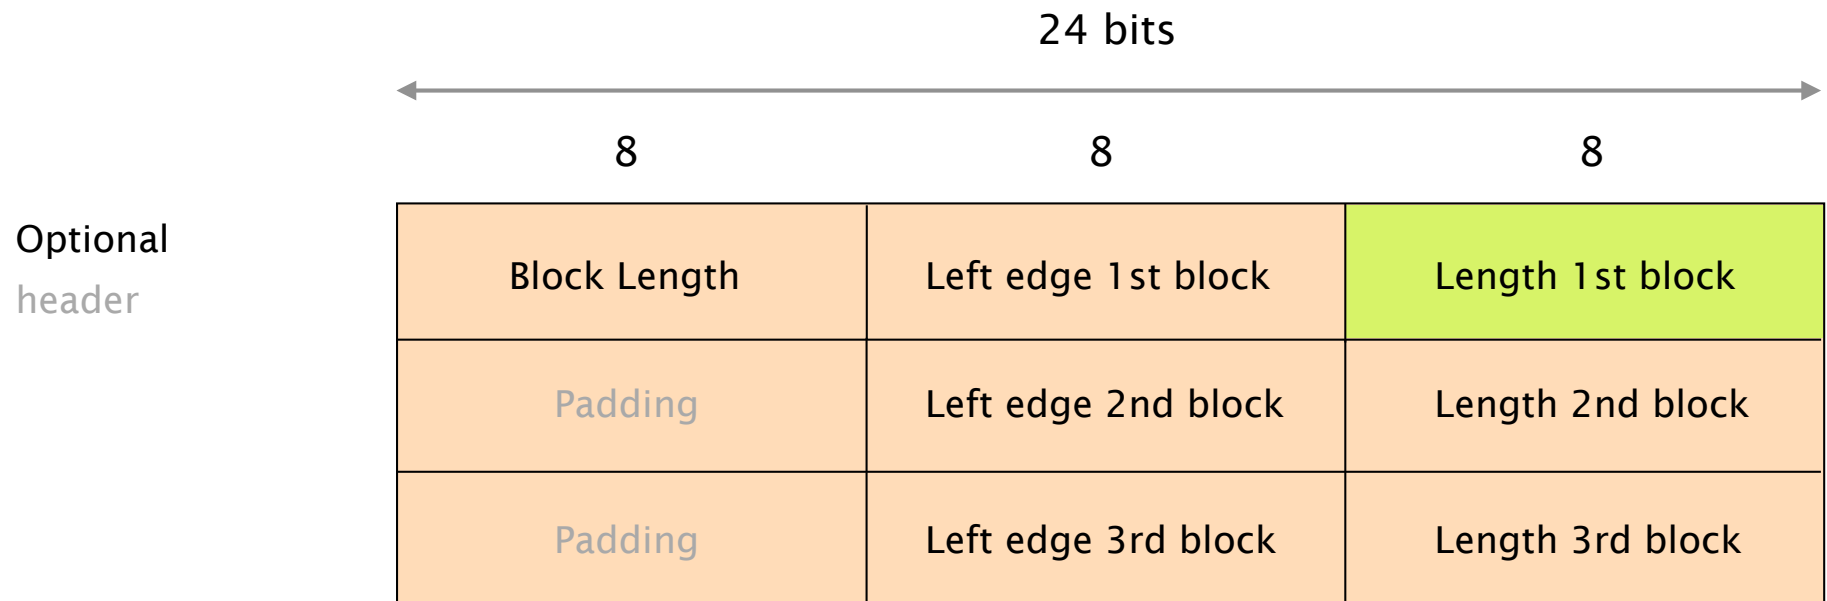 24 bits
8 8 8
Optional
header
Block Length Left edge 1st block Length 1st block
Padding Left edge 2nd block Length 2nd block
Padding Left edge 3rd block Length 3rd block